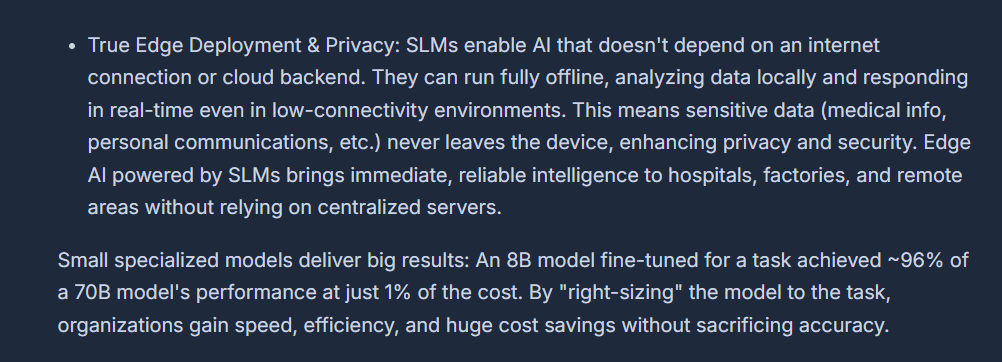 • True Edge Deployment & Privacy: SLMs enable AI that doesn't depend on an internet
connection or cloud backend. They can run fully offline, analyzing data locally and responding
in real-time even in low-connectivity environments. This means sensitive data (medical info,
personal communications, etc.) never leaves the device, enhancing privacy and security. Edge
AI powered by SLMs brings immediate, reliable intelligence to hospitals, factories, and remote
areas without relying on centralized servers.
Small specialized models deliver big results: An 8B model fine-tuned for a task achieved ~96% of
a 70B model's performance at just 1% of the cost. By "right-sizing" the model to the task,
organizations gain speed, efficiency, and huge cost savings without sacrificing accuracy.